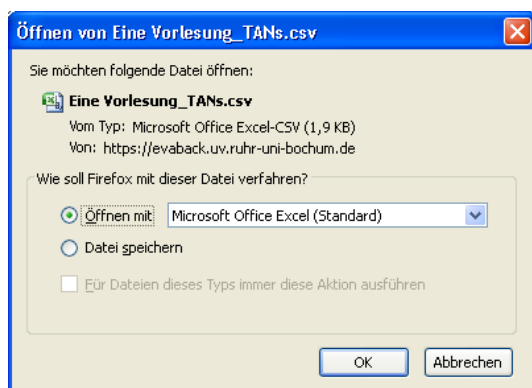 Öffnen von Eine Vorlesung_TANs.csv
Sie möchten folgende Datei öffnen:
Eine Vorlesung_TANs.csv
Vom Typ: Microsoft Office Excel-CSV (1,9 KB)
Von: https://evaback.uv.ruhr-uni-bochum.de
Wie soll Firefox mit dieser Datei verfahren?
Öffnen mit Microsoft Office Excel (Standard)
Datei speichern
Für Dateien dieses Typs immer diese Aktion ausführen
OK Abbrechen